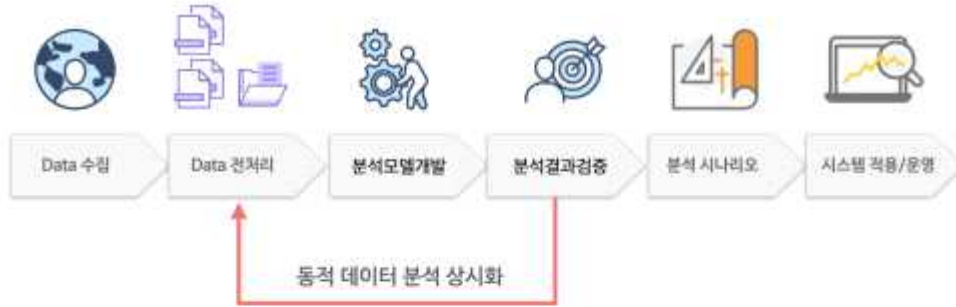 Data 수집
Data 전처리
분석모델개발
분석결과검증
분석 시나리오
시스템 적용/운영
동적 데이터 분석 상시화